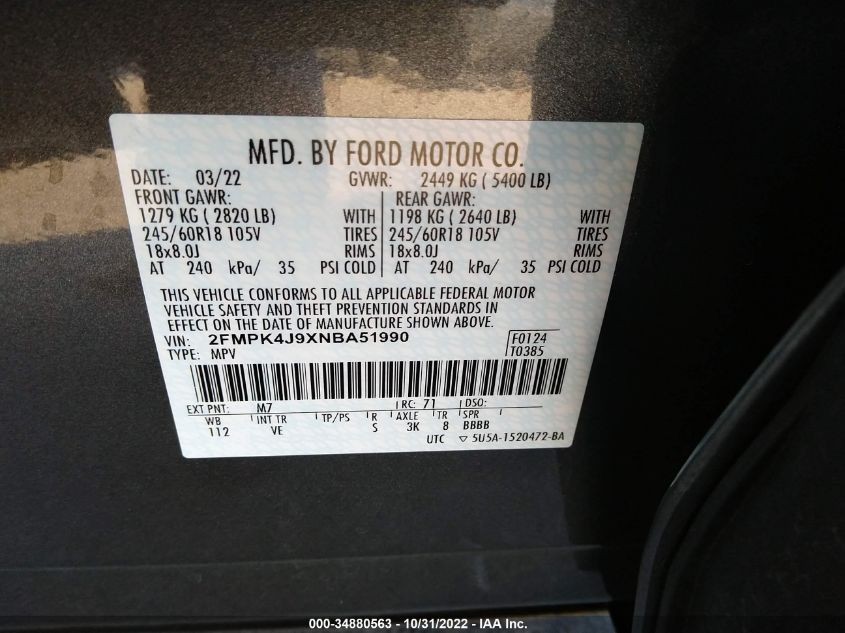 MFD. BY FORD MOTOR CO.
DATE: 03/22 GVWR: 2449 KG ( 5400 LB)
FRONT GAWR: REAR GAWR:
1279 KG ( 2820 LB) WITH 1198 KG ( 2640 LB) WITH
245/60R18 105V TIRES 245/60R18 105V TIRES
18x8.0J RIMS 18x8.0J RIMS
AT 240 kPa/ 35 PSI COLD AT 240 kPa/ 35 PSI COLD
THIS VEHICLE CONFORMS TO ALL APPLICABLE FEDERAL MOTOR
VEHICLE SAFETY AND THEFT PREVENTION STANDARDS IN
EFFECT ON THE DATE OF MANUFACTURE SHOWN ABOVE.
VIN: 2FMPK4J9XNBA51990 F0124
TYPE: MPV T0385
EXT PNT: M7 RC: 71 DSO:
WB INT TR TP/PS R AXLE TR SPR
112 VE S 3K 8 BBBB
UTC ▽ 5U5A-1520472-BA
000-34880563 - 10/31/2022 - www.iaai.com